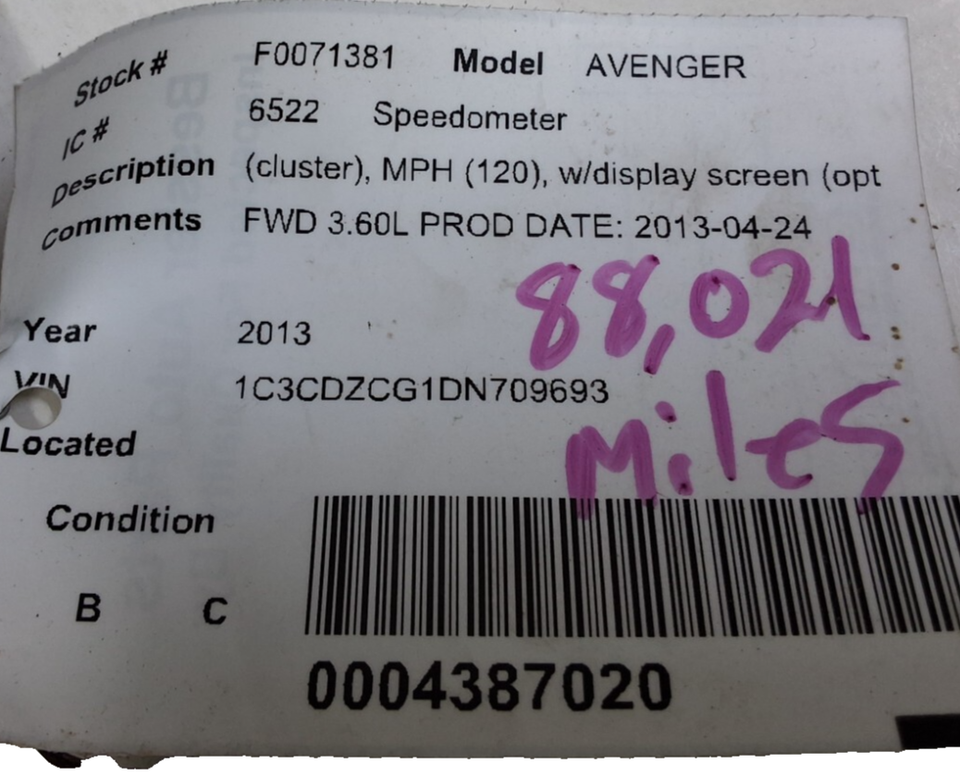 Stock # F0071381 Model AVENGER
IC # 6522 Speedometer
Description (cluster), MPH (120), w/display screen (opt
Comments FWD 3.60L PROD DATE: 2013-04-24
88,021
Year 2013
VIN 1C3CDZCG1DN709693
Miles
Located
Condition
B C
0004387020